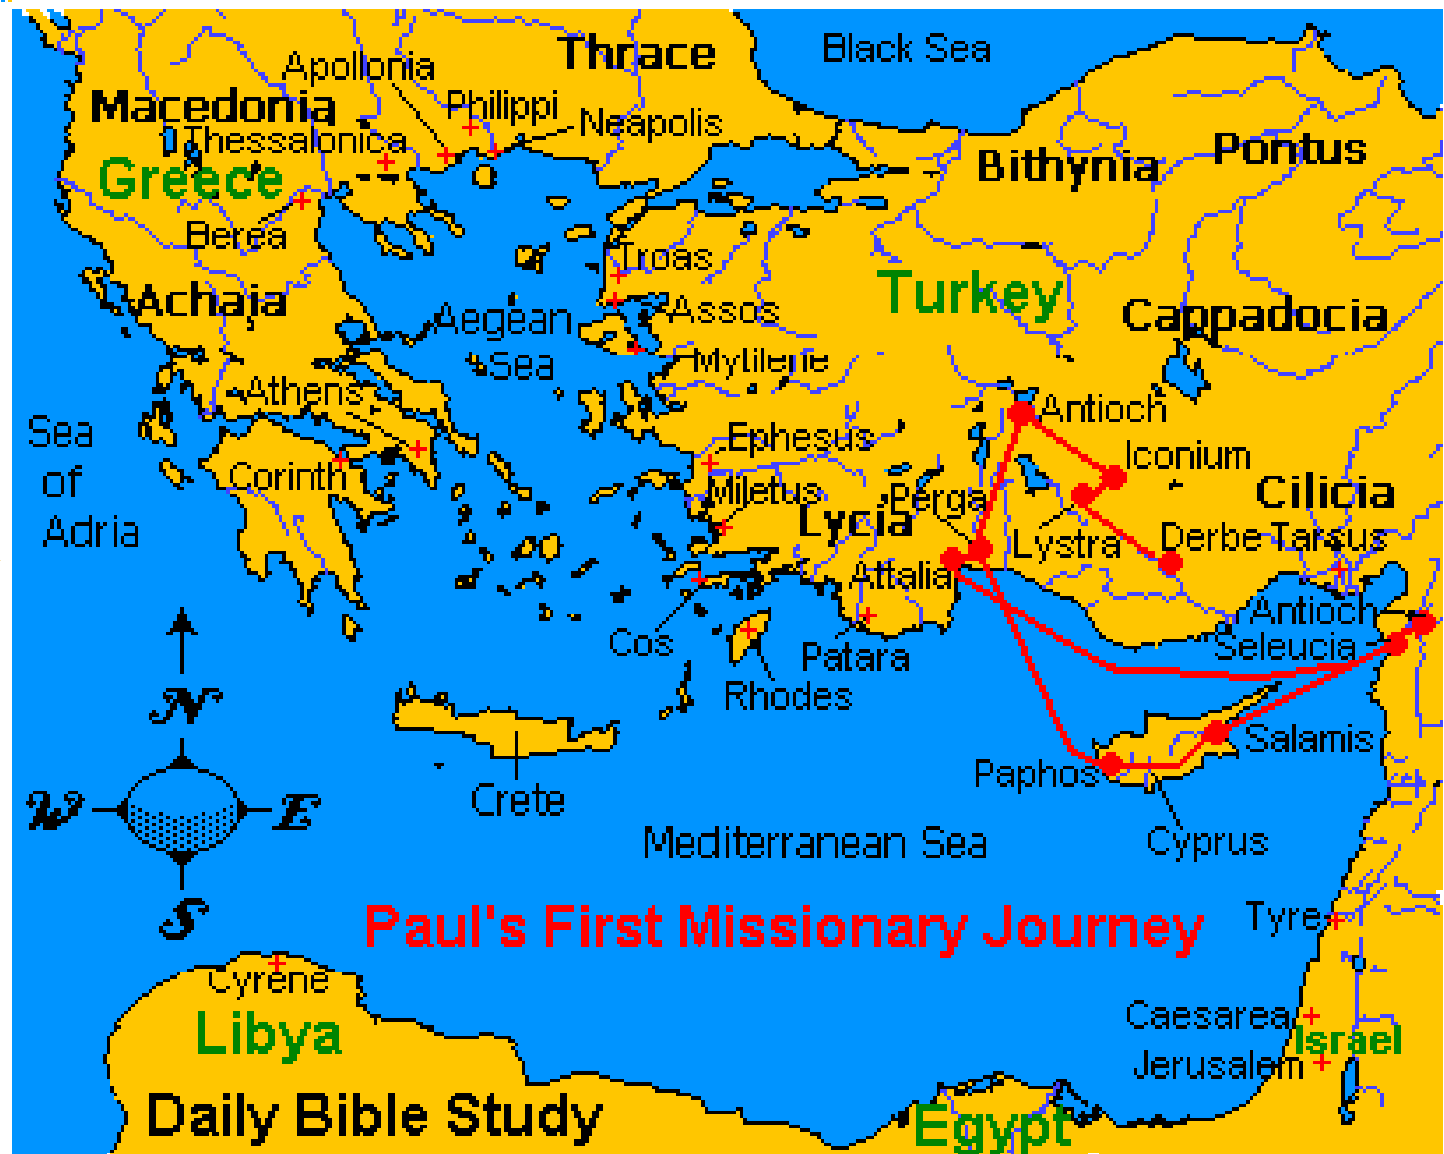 Thrace
Black Sea
Apollonia
Macedonia
Philippi
Neapolis
Thessalonica
Pontus
Bithynia
Greece
Berea
Troas
Turkey
Achaia
Assos
Aegean
Sea
Cappadocia
Mytilene
Athens
Antioch
Sea
of
Adria
Ephesus
Iconium
Corinth
Miletus
Perga
Cilicia
Lycia
Lystra
Derbe
Tarsus
Attalia
Antioch
Cos
Patara
Seleucia
Rhodes
N
Salamis
Paphos
Crete
W
E
Mediterranean Sea
Cyprus
S
Paul's First Missionary Journey
Tyre
Cyrene
Caesarea
Libya
Israel
Jerusalem
Daily Bible Study
Egypt